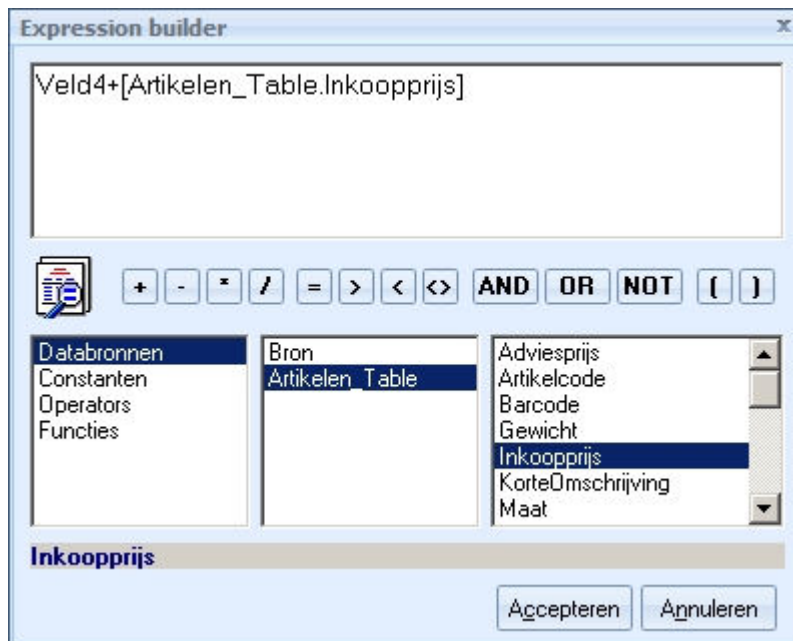 Expression builder x
Veld4+[Artikelen_Table.Inkoopprijs]
+ - * / = > < <> AND OR NOT ( )
Databronnen
Constanten
Operators
Functies
Bron
Artikelen_Table
Adviesprijs
Artikelcode
Barcode
Gewicht
Inkoopprijs
KorteOmschrijving
Maat
Inkoopprijs
Accepteren Annuleren